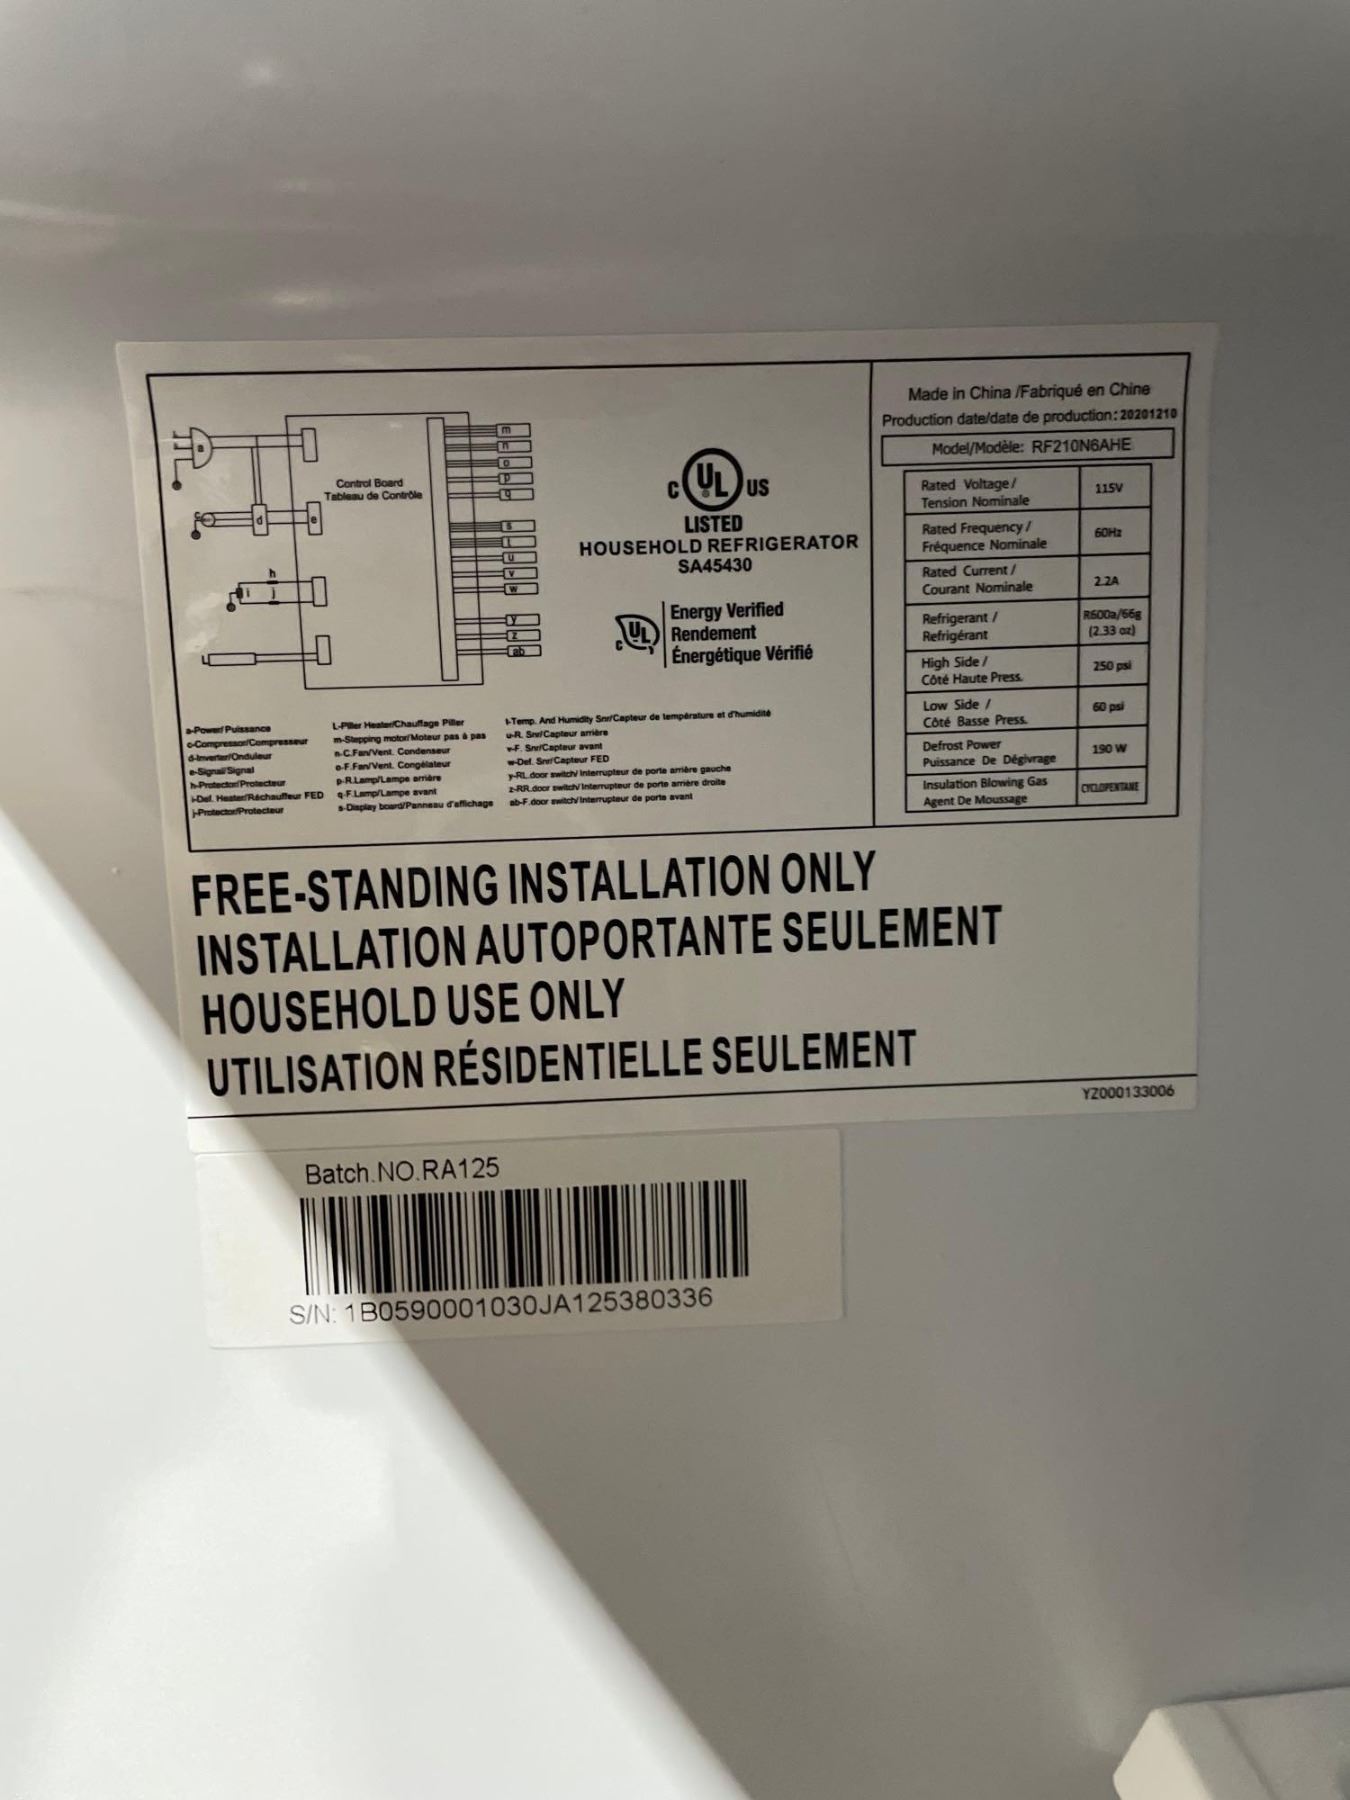 a
c
d
e
h
i
j
L
Control Board
Tableau de Contrôle
m
n
o
p
q
s
t
u
v
w
y
z
ab
C UL US
LISTED
HOUSEHOLD REFRIGERATOR
SA45430
C UL
Energy Verified
Rendement
Énergétique Vérifié
a-Power/Puissance
c-Compressor/Compresseur
d-Inverter/Onduleur
e-Signal/Signal
h-Protector/Protecteur
i-Def. Heater/Réchauffeur FED
j-Protector/Protecteur
L-Piller Heater/Chauffage Piller
m-Stepping motor/Moteur pas à pas
n-C.Fan/Vent. Condenseur
o-F.Fan/Vent. Congélateur
p-R.Lamp/Lampe arrière
q-F.Lamp/Lampe avant
s-Display board/Panneau d'affichage
t-Temp. And Humidity Snr/Capteur de température et d'humidité
u-R. Snr/Capteur arrière
v-F. Snr/Capteur avant
w-Def. Snr/Capteur FED
y-RL.door switch/Interrupteur de porte arrière gauche
z-RR.door switch/Interrupteur de porte arrière droite
ab-F.door switch/Interrupteur de porte avant
Made in China /Fabriqué en Chine
Production date/date de production: 20201210
Model/Modèle: RF210N6AHE
Rated Voltage /
Tension Nominale
115V
Rated Frequency /
Fréquence Nominale
60Hz
Rated Current /
Courant Nominale
2.2A
Refrigerant /
Refrigérant
R600a/66g
(2.33 oz)
High Side /
Côté Haute Press.
250 psi
Low Side /
Côté Basse Press.
60 psi
Defrost Power
Puissance De Dégivrage
190 W
Insulation Blowing Gas
Agent De Moussage
CYCLOPENTANE
FREE-STANDING INSTALLATION ONLY
INSTALLATION AUTOPORTANTE SEULEMENT
HOUSEHOLD USE ONLY
UTILISATION RÉSIDENTIELLE SEULEMENT
YZ000133006
Batch.NO.RA125
S/N: 1B0590001030JA125380336